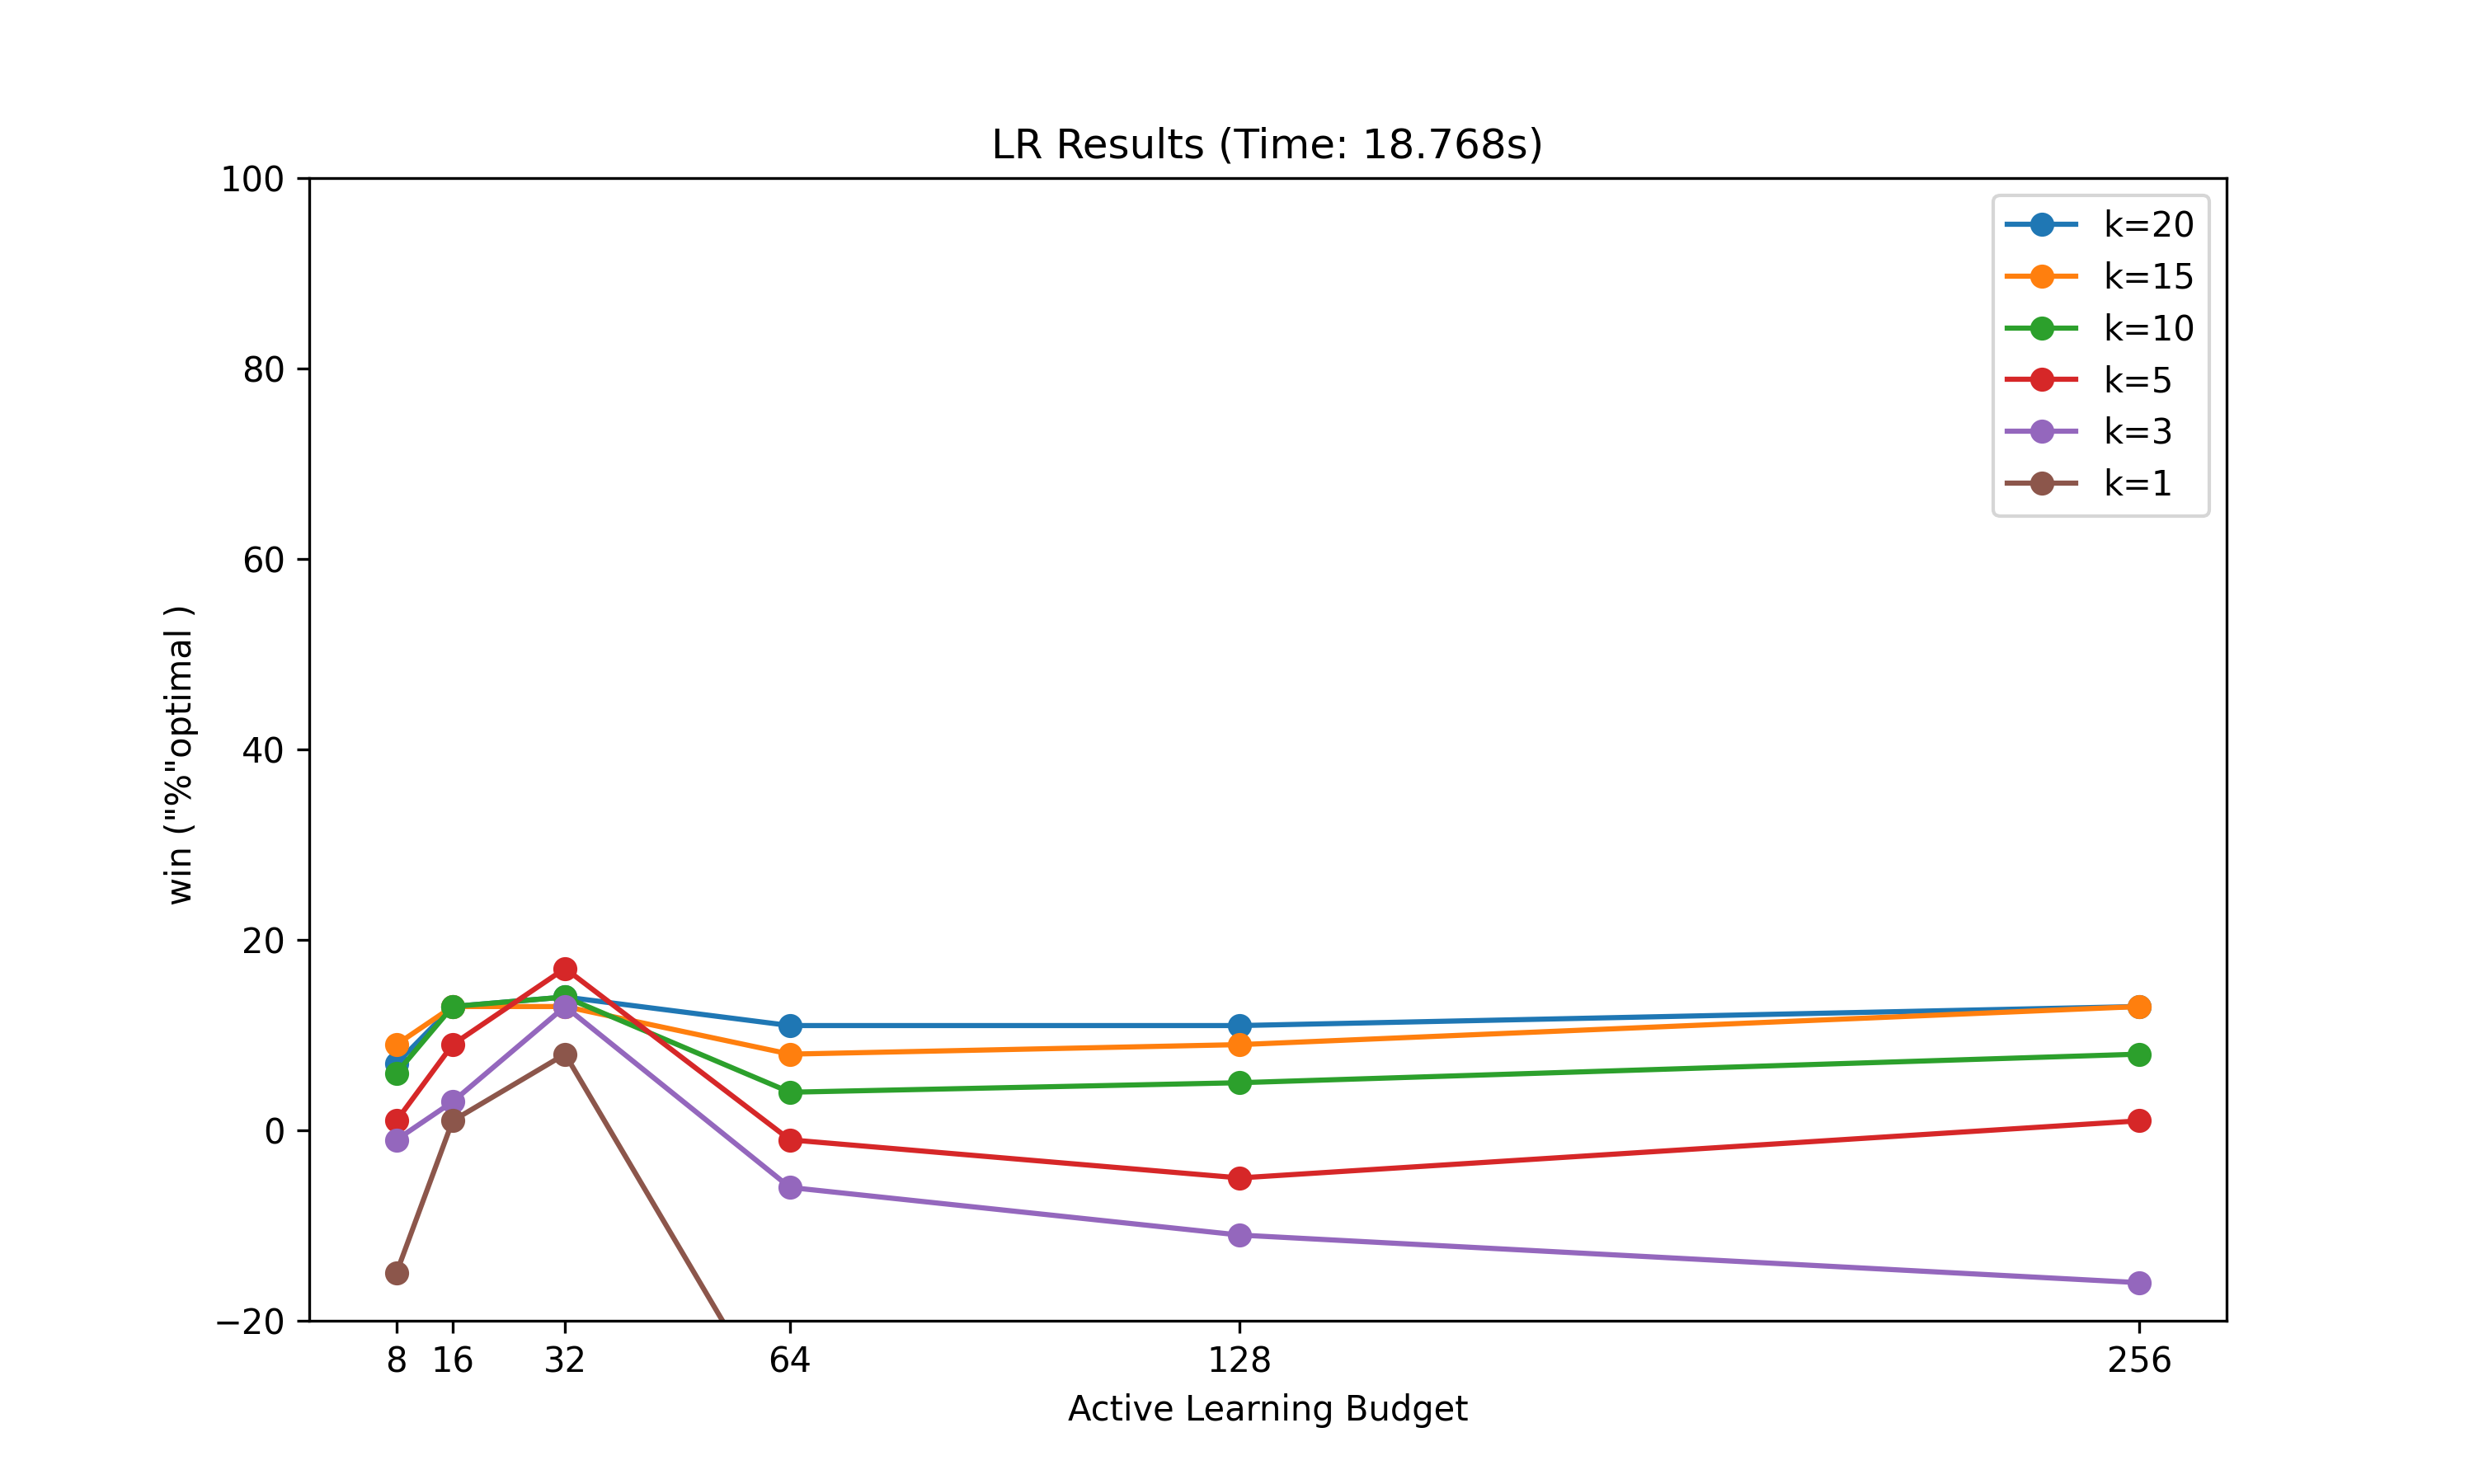 LR Results (Time: 18.768s)
win ("%"optimal )
100
80
60
40
20
0
−20
k=20
k=15
k=10
k=5
k=3
k=1
8 16 32 64 128 256
Active Learning Budget